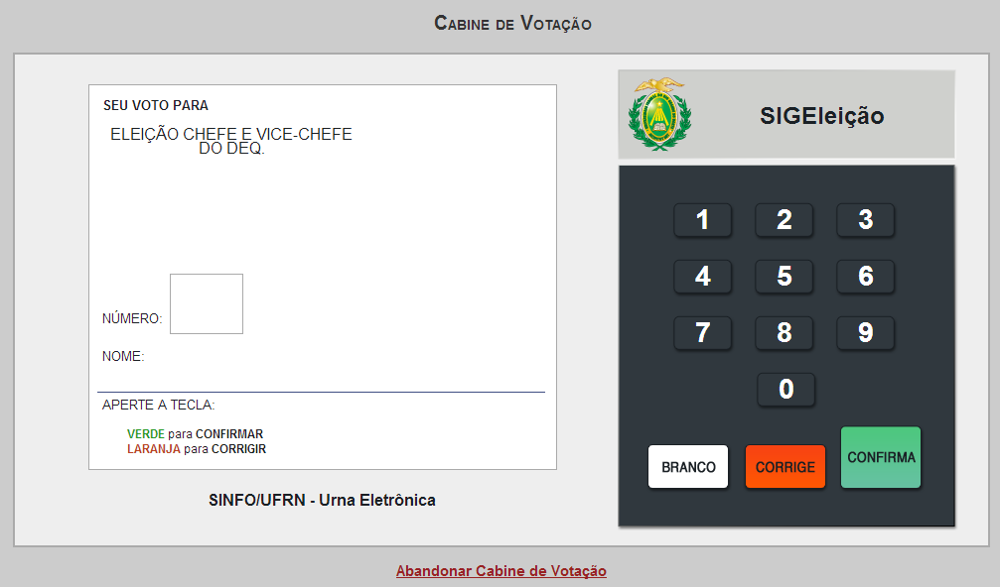 CABINE DE VOTAÇÃO
SEU VOTO PARA
ELEIÇÃO CHEFE E VICE-CHEFE
DO DEQ.
NÚMERO:
NOME:
APERTE A TECLA:
VERDE para CONFIRMAR
LARANJA para CORRIGIR
SINFO/UFRN - Urna Eletrônica
SIGEleição
1 2 3
4 5 6
7 8 9
0
BRANCO CORRIGE CONFIRMA
Abandonar Cabine de Votação